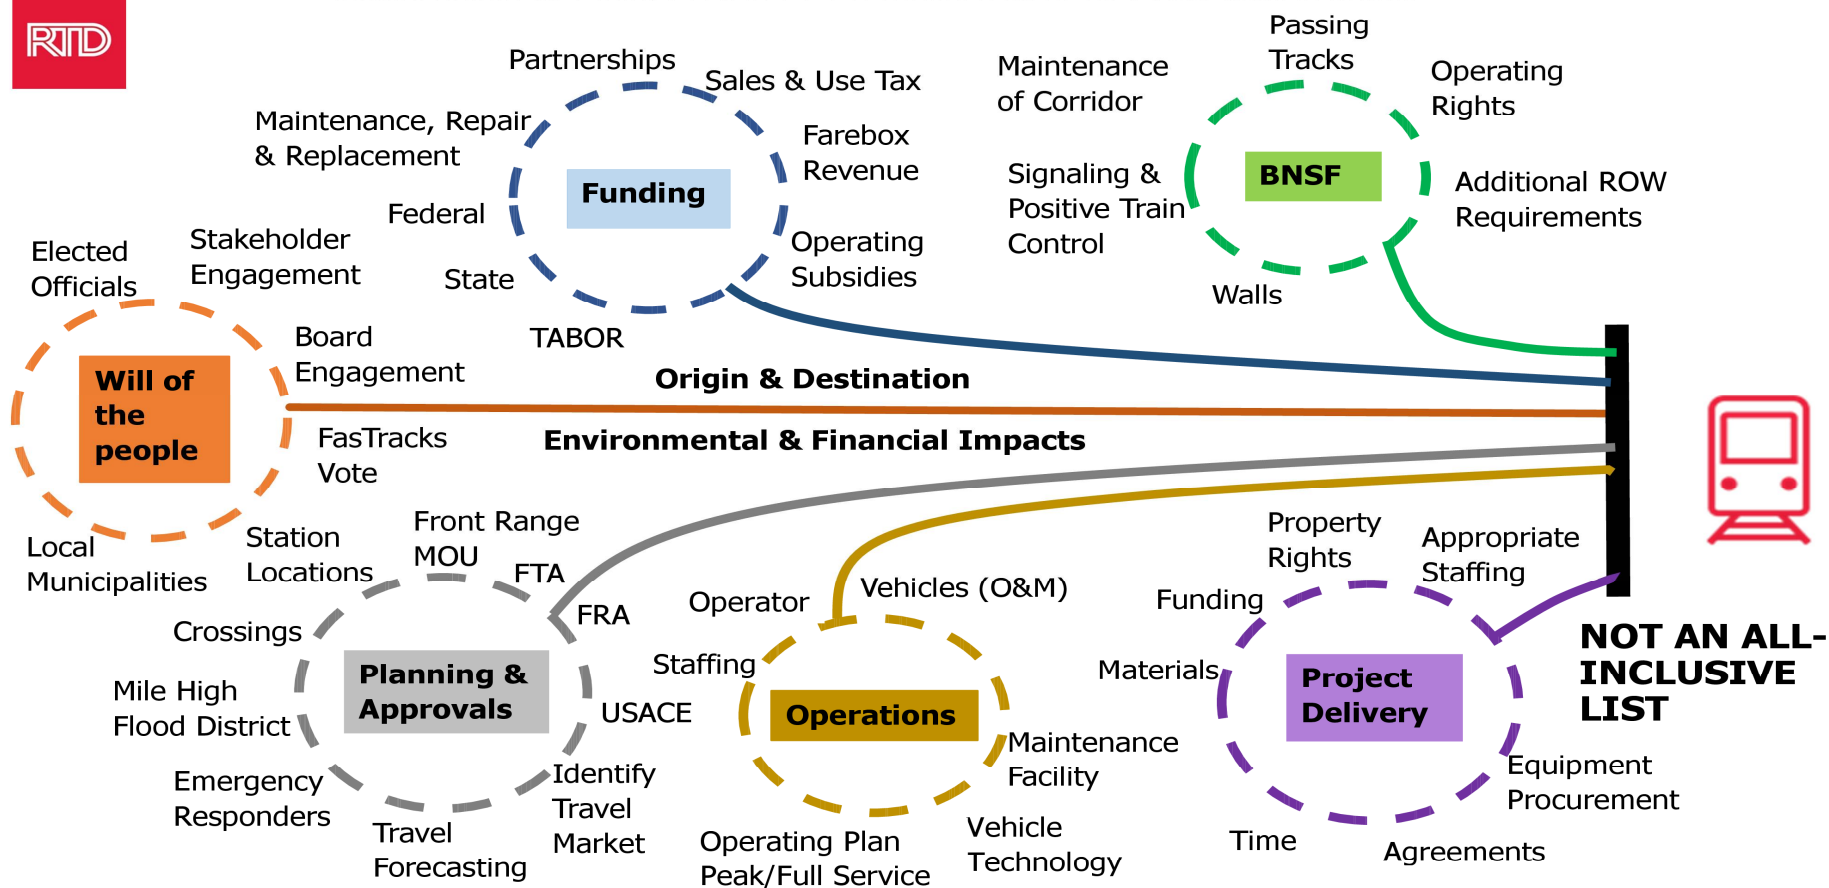 RTD
Partnerships
Sales & Use Tax
Maintenance, Repair
& Replacement
Farebox
Revenue
Funding
Federal
Operating
Subsidies
State
TABOR
Passing
Tracks
Maintenance
of Corridor
Operating
Rights
BNSF
Signaling &
Positive Train
Control
Additional ROW
Requirements
Walls
Elected
Officials
Stakeholder
Engagement
Board
Engagement
Will of
the
people
FasTracks
Vote
Local
Municipalities
Station
Locations
Origin & Destination
Environmental & Financial Impacts
Front Range
MOU
FTA
FRA
Crossings
Planning &
Approvals
Mile High
Flood District
USACE
Emergency
Responders
Identify
Travel
Market
Travel
Forecasting
Operator
Vehicles (O&M)
Staffing
Operations
Maintenance
Facility
Operating Plan
Peak/Full Service
Vehicle
Technology
Property
Rights
Appropriate
Staffing
Funding
Materials
Project
Delivery
Equipment
Procurement
Time
Agreements
NOT AN ALL-
INCLUSIVE
LIST